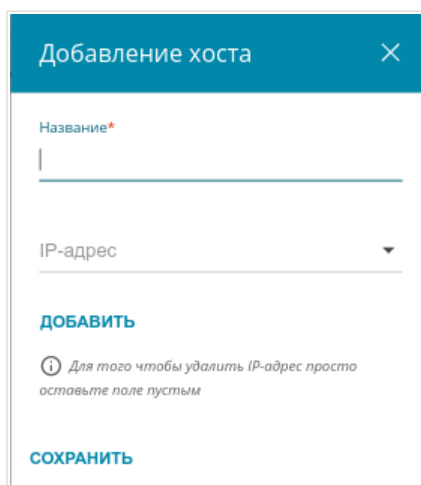 Добавление хоста
Название*
IP-адрес
ДОБАВИТЬ
Для того чтобы удалить IP-адрес просто
оставьте поле пустым
СОХРАНИТЬ